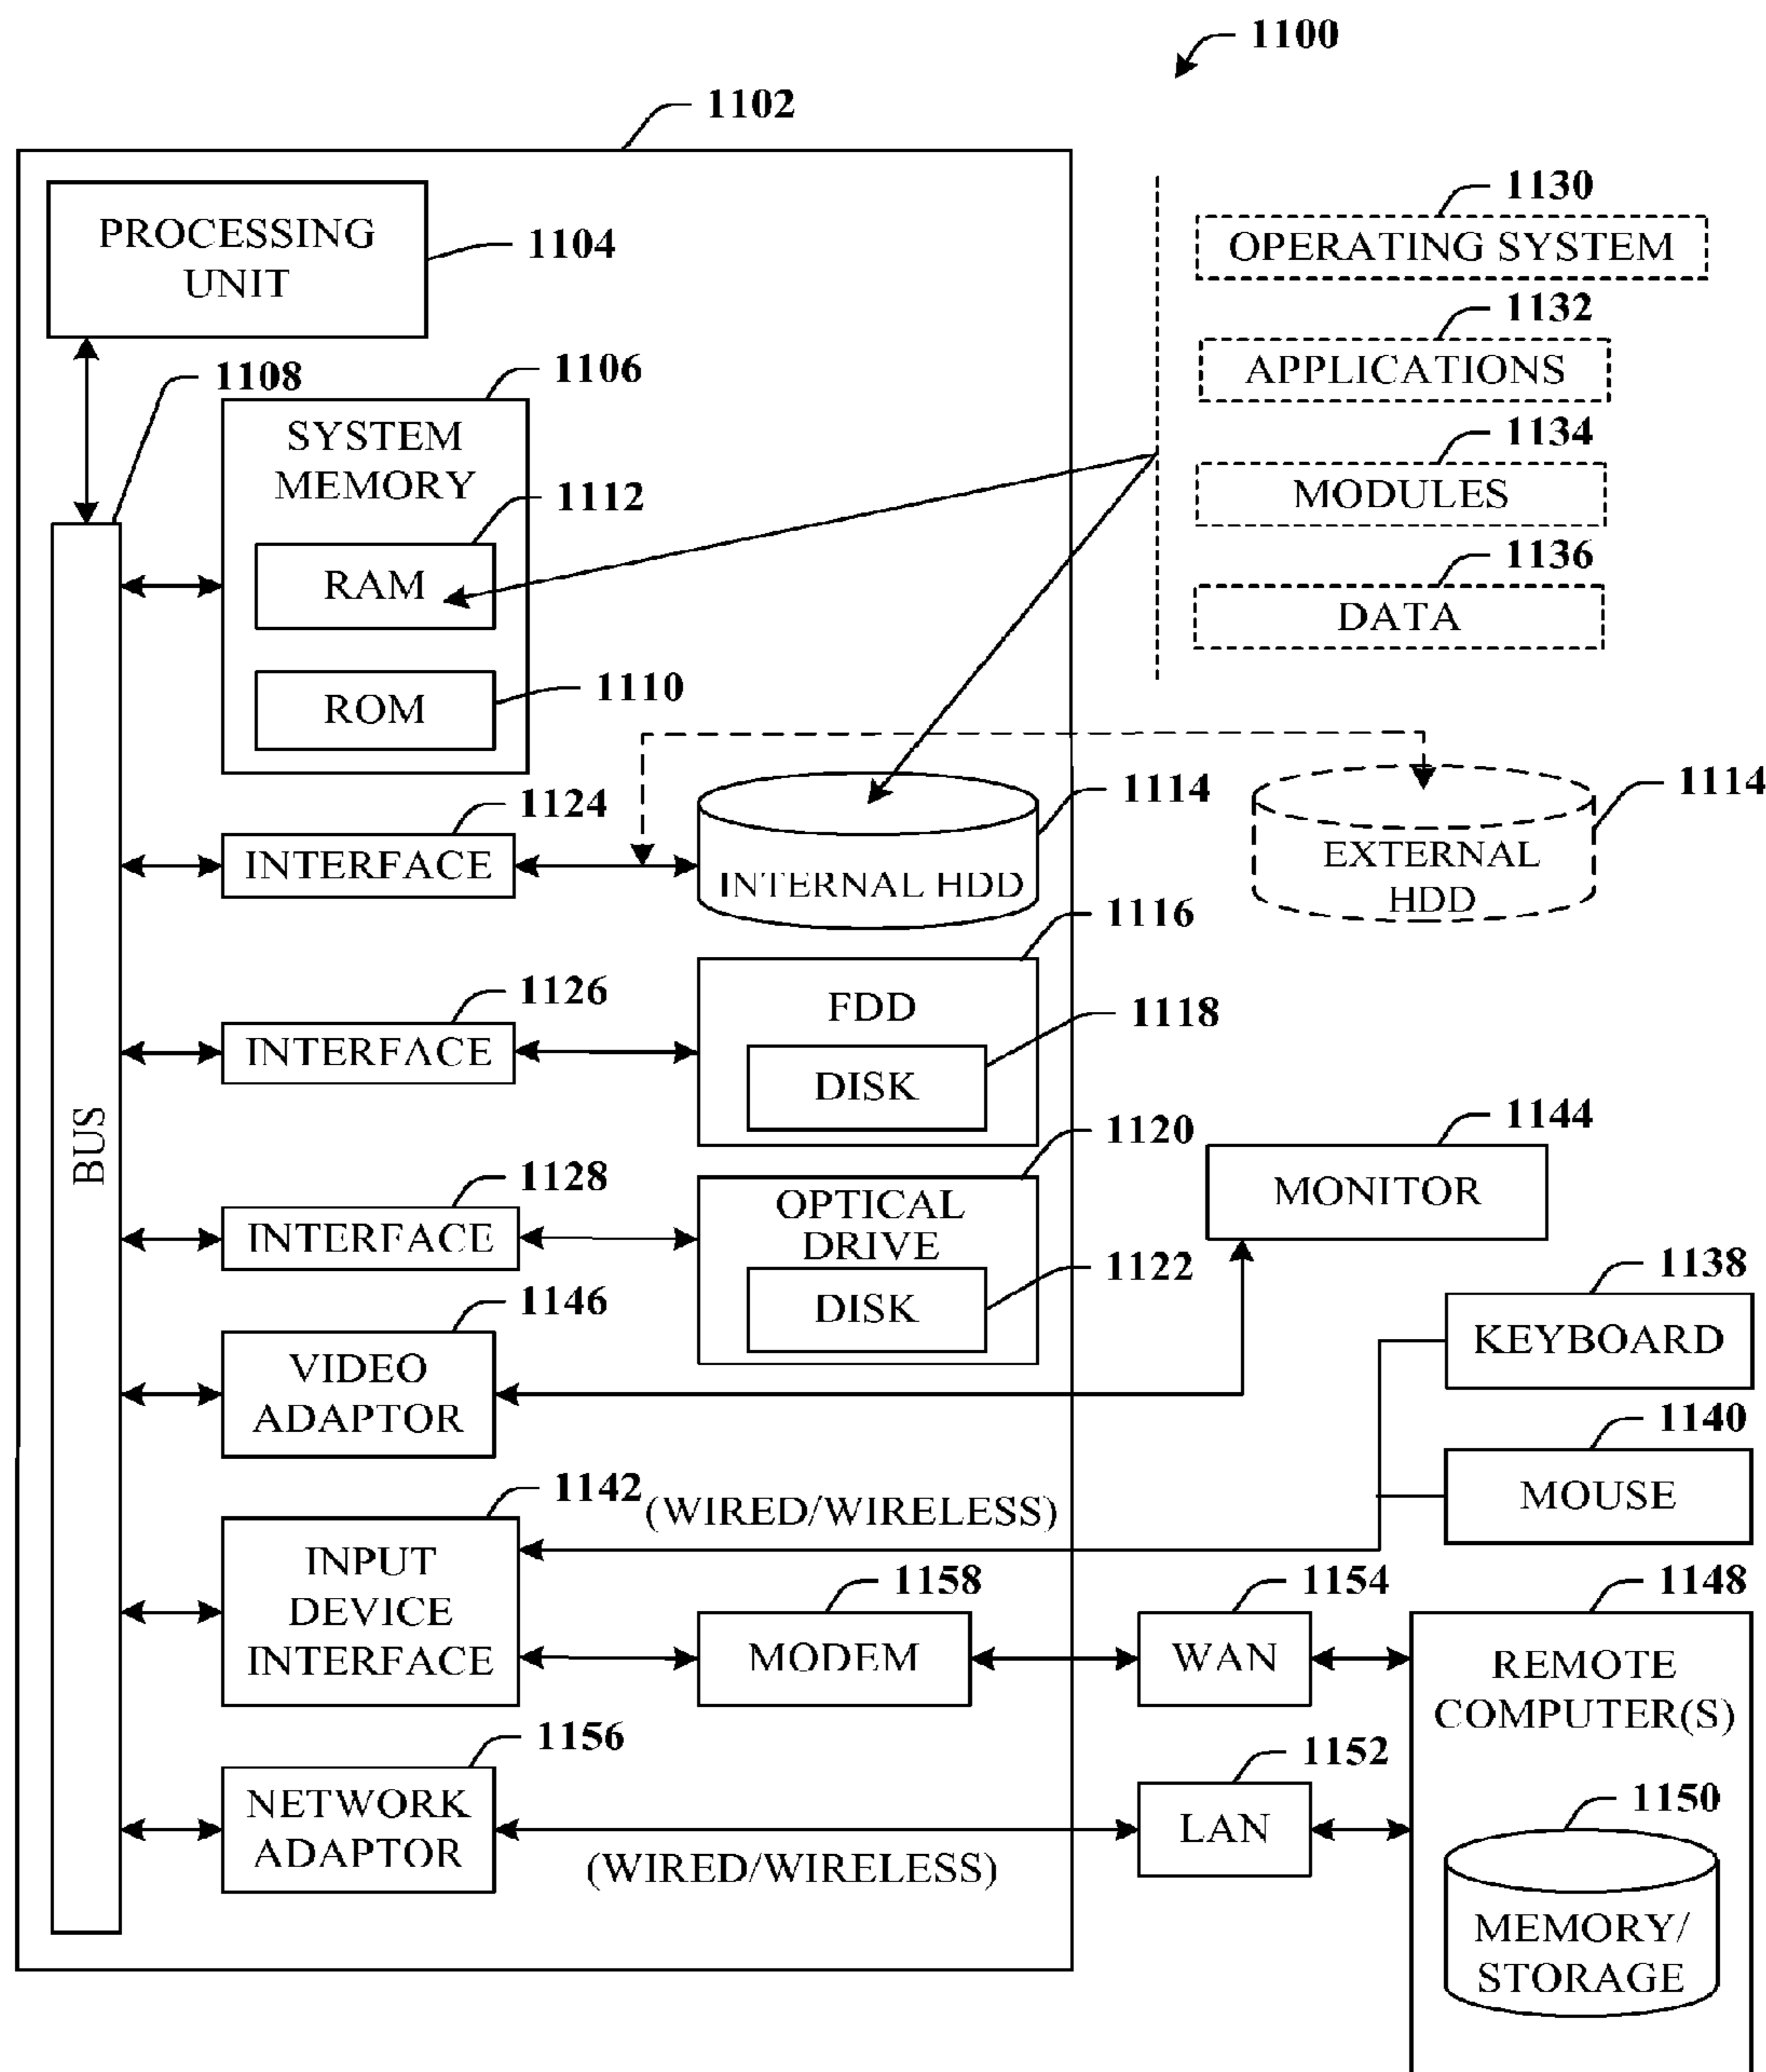 1100
1102
PROCESSING
UNIT
1104
1130
OPERATING SYSTEM
1132
APPLICATIONS
1134
MODULES
1136
DATA
1108
1106
SYSTEM
MEMORY
1112
RAM
1110
ROM
1124
INTERFACE
1114
INTERNAL HDD
1114
EXTERNAL
HDD
1116
FDD
1126
INTERFACE
1118
DISK
BUS
1120
OPTICAL
DRIVE
1128
INTERFACE
1122
DISK
1144
MONITOR
1146
VIDEO
ADAPTOR
1138
KEYBOARD
1140
MOUSE
1142
(WIRED/WIRELESS)
INPUT
DEVICE
INTERFACE
1158
MODEM
1154
WAN
1148
REMOTE
COMPUTER(S)
1156
NETWORK
ADAPTOR
(WIRED/WIRELESS)
1152
LAN
1150
MEMORY/
STORAGE